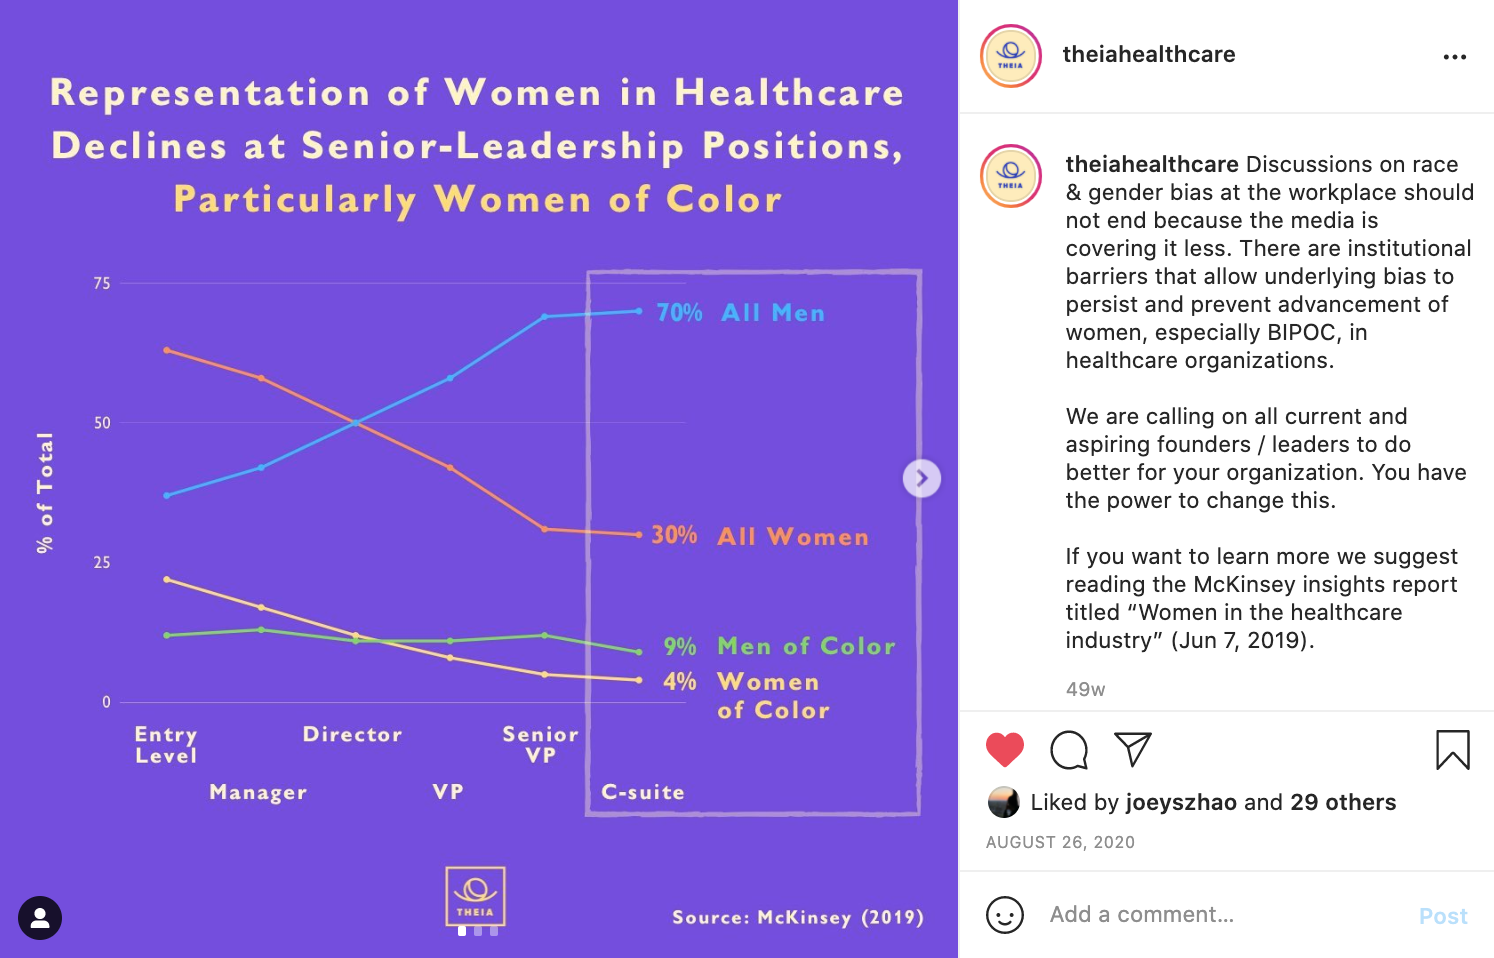 Representation of Women in Healthcare
Declines at Senior-Leadership Positions,
Particularly Women of Color
75
50
25
0
% of Total
70% All Men
30% All Women
9% Men of Color
4% Women
of Color
Entry
Level
Manager
Director
VP
Senior
VP
C-suite
THEIA
Source: McKinsey (2019)
THEIA
theiahealthcare
...
THEIA
theiahealthcare Discussions on race
& gender bias at the workplace should
not end because the media is
covering it less. There are institutional
barriers that allow underlying bias to
persist and prevent advancement of
women, especially BIPOC, in
healthcare organizations.
We are calling on all current and
aspiring founders / leaders to do
better for your organization. You have
the power to change this.
If you want to learn more we suggest
reading the McKinsey insights report
titled “Women in the healthcare
industry” (Jun 7, 2019).
49w
Liked by joeyszhao and 29 others
AUGUST 26, 2020
Add a comment...
Post